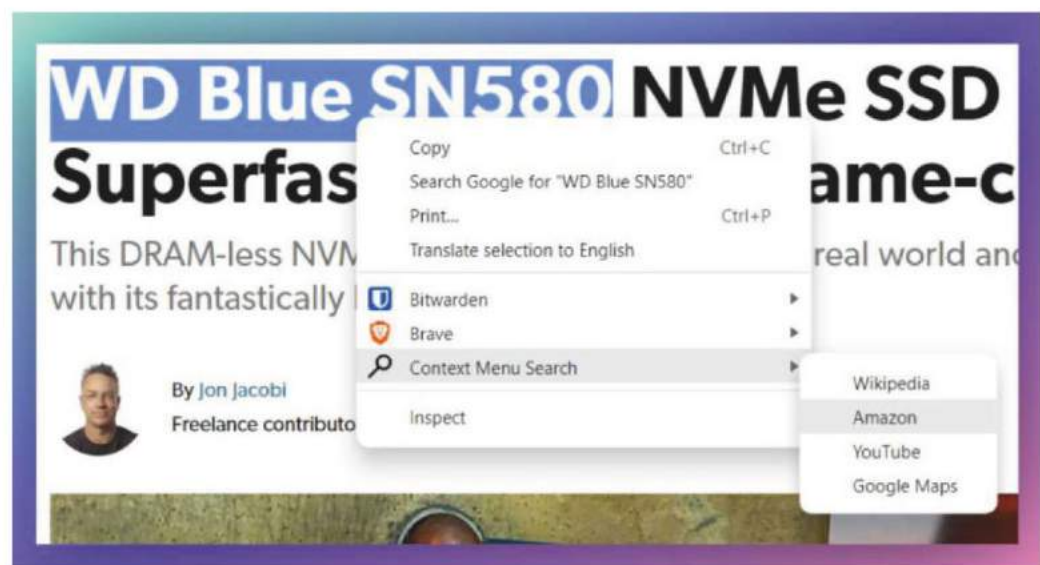 WD Blue SN580 NVMe SSD
Superfas ame-c
This DRAM-less NVM real world and
with its fantastically
By Jon Jacobi
Freelance contributo
Copy Ctrl+C
Search Google for "WD Blue SN580"
Print... Ctrl+P
Translate selection to English
Bitwarden
Brave
Context Menu Search
Inspect
Wikipedia
Amazon
YouTube
Google Maps